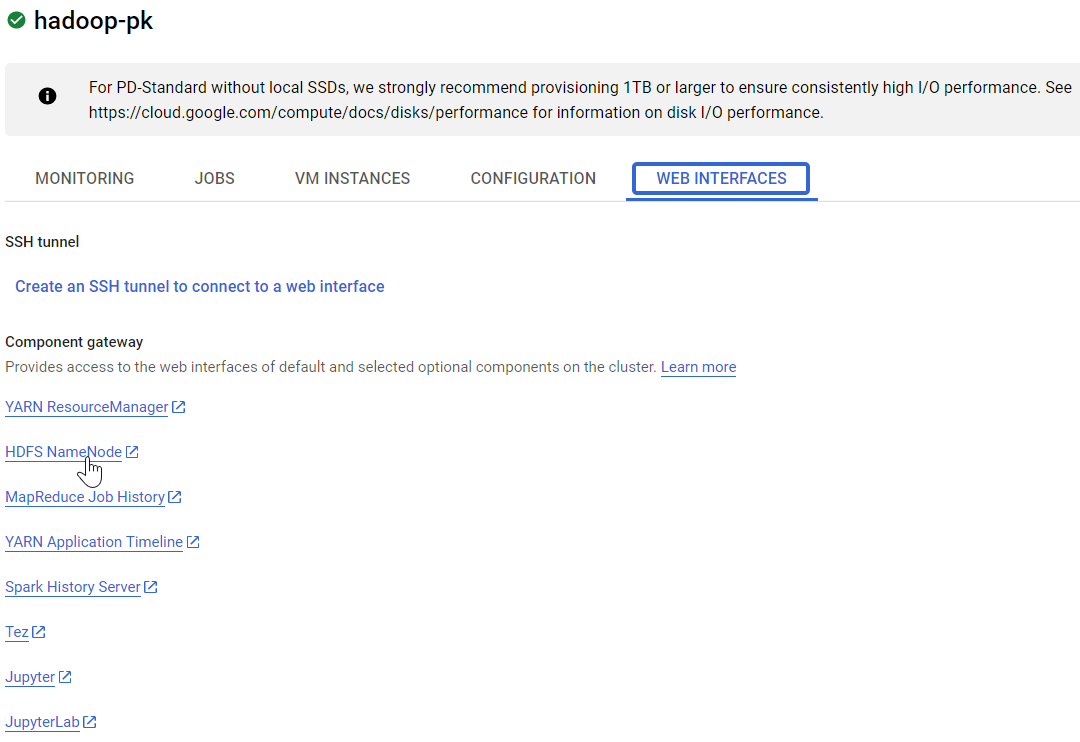 hadoop-pk
For PD-Standard without local SSDs, we strongly recommend provisioning 1TB or larger to ensure consistently high I/O performance. See
https://cloud.google.com/compute/docs/disks/performance for information on disk I/O performance.
MONITORING JOBS VM INSTANCES CONFIGURATION WEB INTERFACES
SSH tunnel
Create an SSH tunnel to connect to a web interface
Component gateway
Provides access to the web interfaces of default and selected optional components on the cluster. Learn more
YARN ResourceManager
HDFS NameNode
MapReduce Job History
YARN Application Timeline
Spark History Server
Tez
Jupyter
JupyterLab